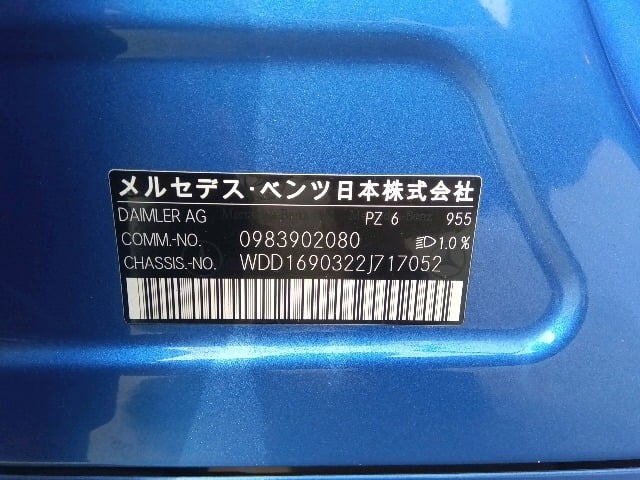 メルセデス・ベンツ日本株式会社
DAIMLER AG PZ 6 955
COMM.-NO. 0983902080 1.0%
CHASSIS.-NO. WDD1690322J717052